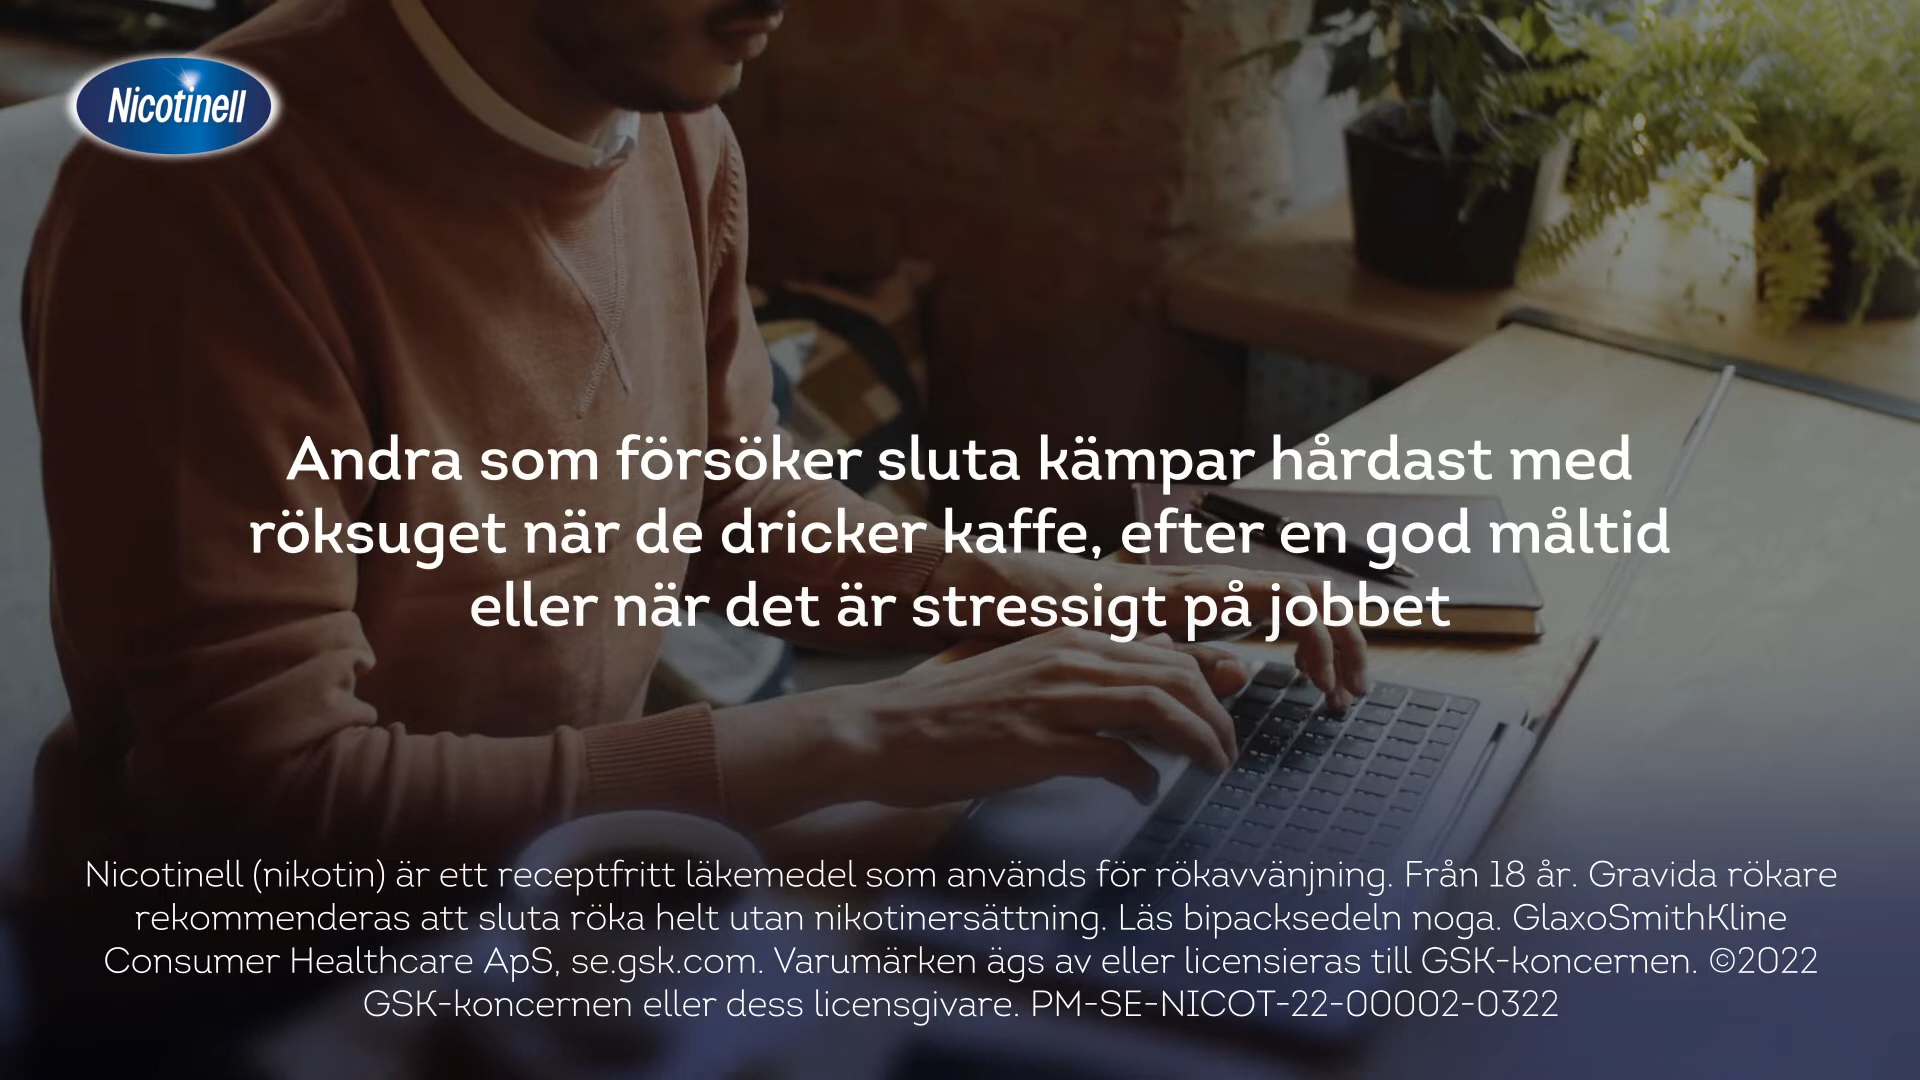 Nicotinell
Andra som försöker sluta kämpar hårdast med
röksuget när de dricker kaffe, efter en god måltid
eller när det är stressigt på jobbet
Nicotinell (nikotin) är ett receptfritt läkemedel som används för rökavvänjning. Från 18 år. Gravida rökare
rekommenderas att sluta röka helt utan nikotinersättning. Läs bipacksedeln noga. GlaxoSmithKline
Consumer Healthcare ApS, se.gsk.com. Varumärken ägs av eller licensieras till GSK-koncernen. ©2022
GSK-koncernen eller dess licensgivare. PM-SE-NICOT-22-00002-0322